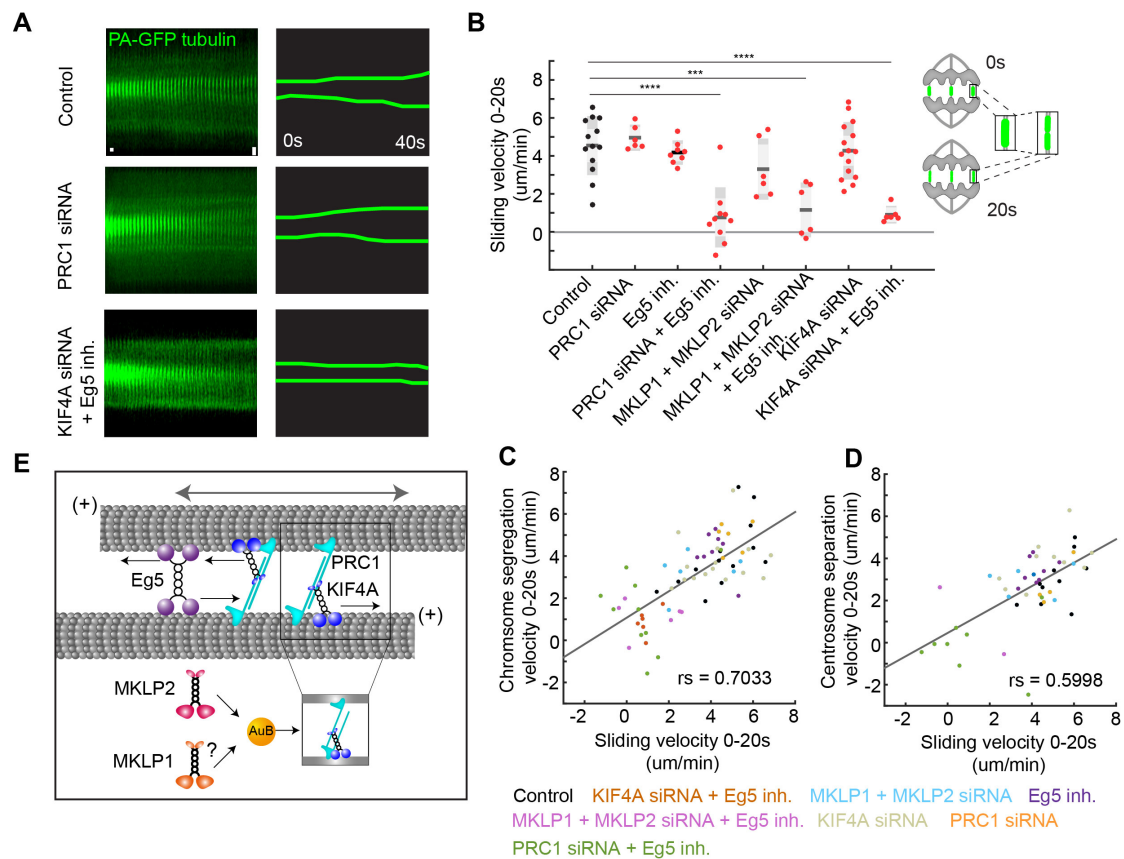 A
PA-GFP tubulin
Control
0s
40s
PRC1 siRNA
KIF4A siRNA
+ Eg5 inh.
B
Sliding velocity 0-20s
(um/min)
8
6
4
2
0
****
***
****
Control
PRC1 siRNA
Eg5 inh.
PRC1 siRNA + Eg5 inh.
MKLP1 + MKLP2 siRNA
MKLP1 + MKLP2 siRNA
+ Eg5 inh.
KIF4A siRNA
KIF4A siRNA + Eg5 inh.
0s
20s
E
(+)
Eg5
PRC1
KIF4A
(+)
MKLP2
MKLP1
?
AuB
C
Chromsome segregation
velocity 0-20s (um/min)
8
6
4
2
0
-2
rs = 0.7033
-2 0 2 4 6 8
Sliding velocity 0-20s
(um/min)
D
Centrosome separation
velocity 0-20s (um/min)
8
6
4
2
0
-2
rs = 0.5998
-2 0 2 4 6 8
Sliding velocity 0-20s
(um/min)
Control KIF4A siRNA + Eg5 inh. MKLP1 + MKLP2 siRNA Eg5 inh.
MKLP1 + MKLP2 siRNA + Eg5 inh. KIF4A siRNA PRC1 siRNA
PRC1 siRNA + Eg5 inh.